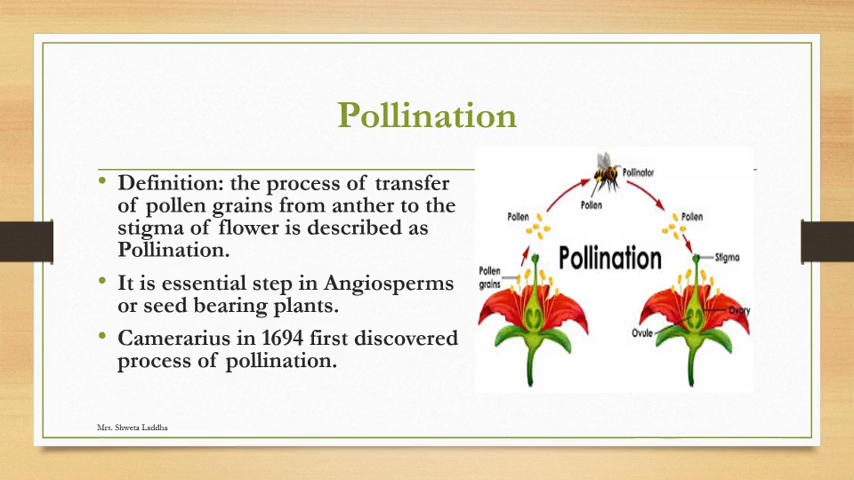 Pollination
• Definition: the process of transfer
of pollen grains from anther to the
stigma of flower is described as
Pollination.
• It is essential step in Angiosperms
or seed bearing plants.
• Camerarius in 1694 first discovered
process of pollination.
Pollinator
Pollen
Pollen
Pollen
Pollination
Stigma
Pollen
grains
Ovary
Ovule
Mrs. Shweta Laddha